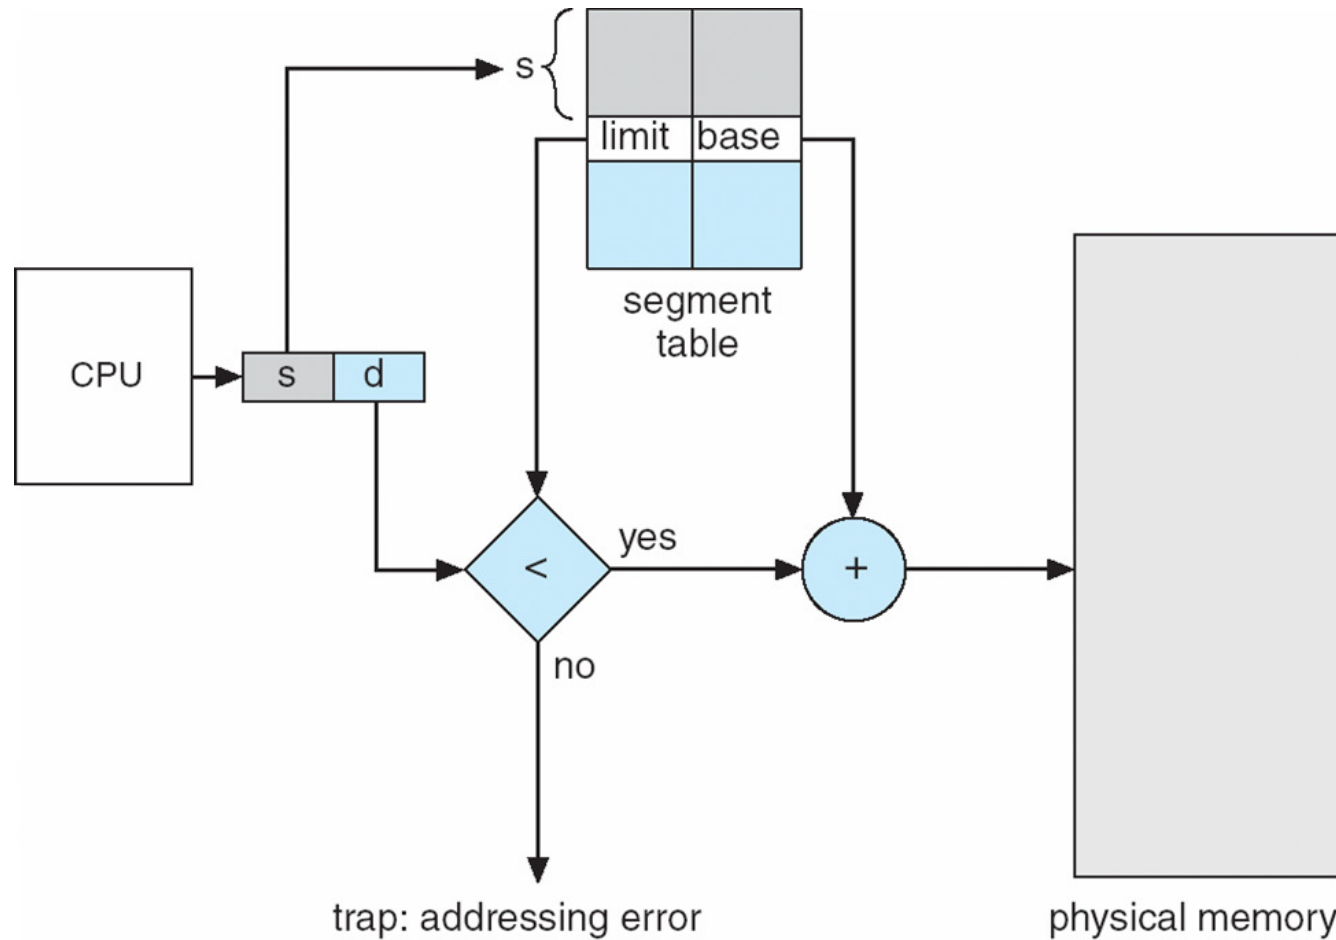 s
limit base
segment
table
CPU
s d
<
yes
+
no
trap: addressing error
physical memory